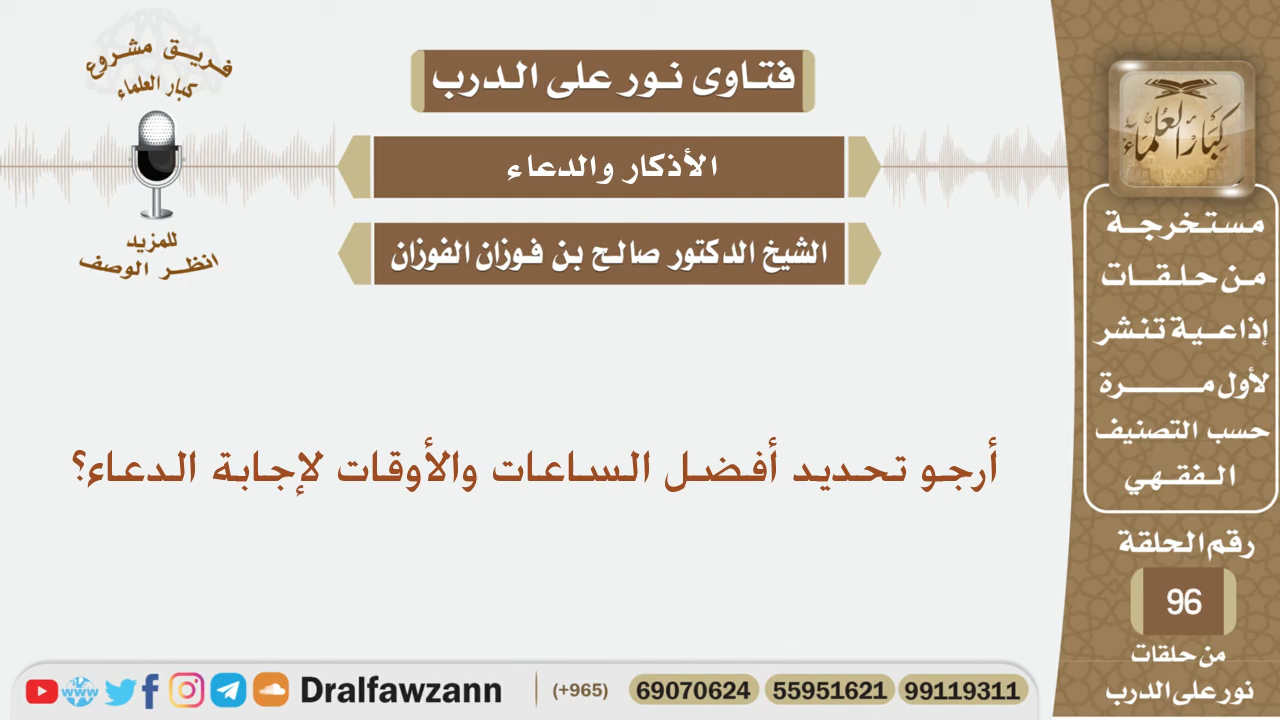 فريق مشروع
كبار العلماء
للمزيد
انظر الوصف
فتاوى نور على الدرب
الأذكار والدعاء
الشيخ الدكتور صالح بن فوزان الفوزان
أرجو تحديد أفضل الساعات والأوقات لإجابة الدعاء؟
كبار العلماء
مستخرجة
من حلقات
إذاعية تنشر
لأول مرة
حسب التصنيف
الفقهي
رقم الحلقة
96
من حلقات
نور على الدرب
www
Dralfawzann
(+965)
69070624
55951621
99119311